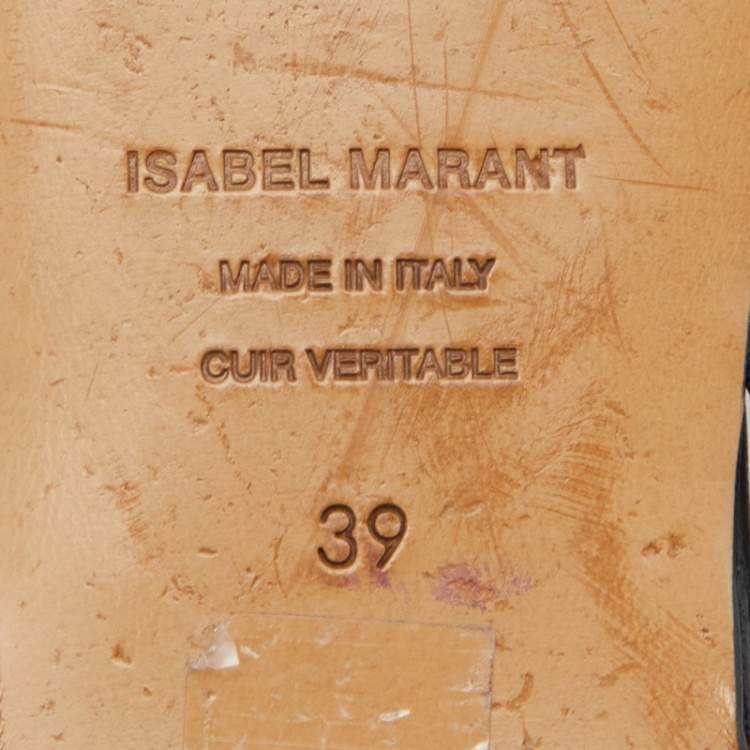 ISABEL MARANT
MADE IN ITALY
CUIR VERITABLE
39